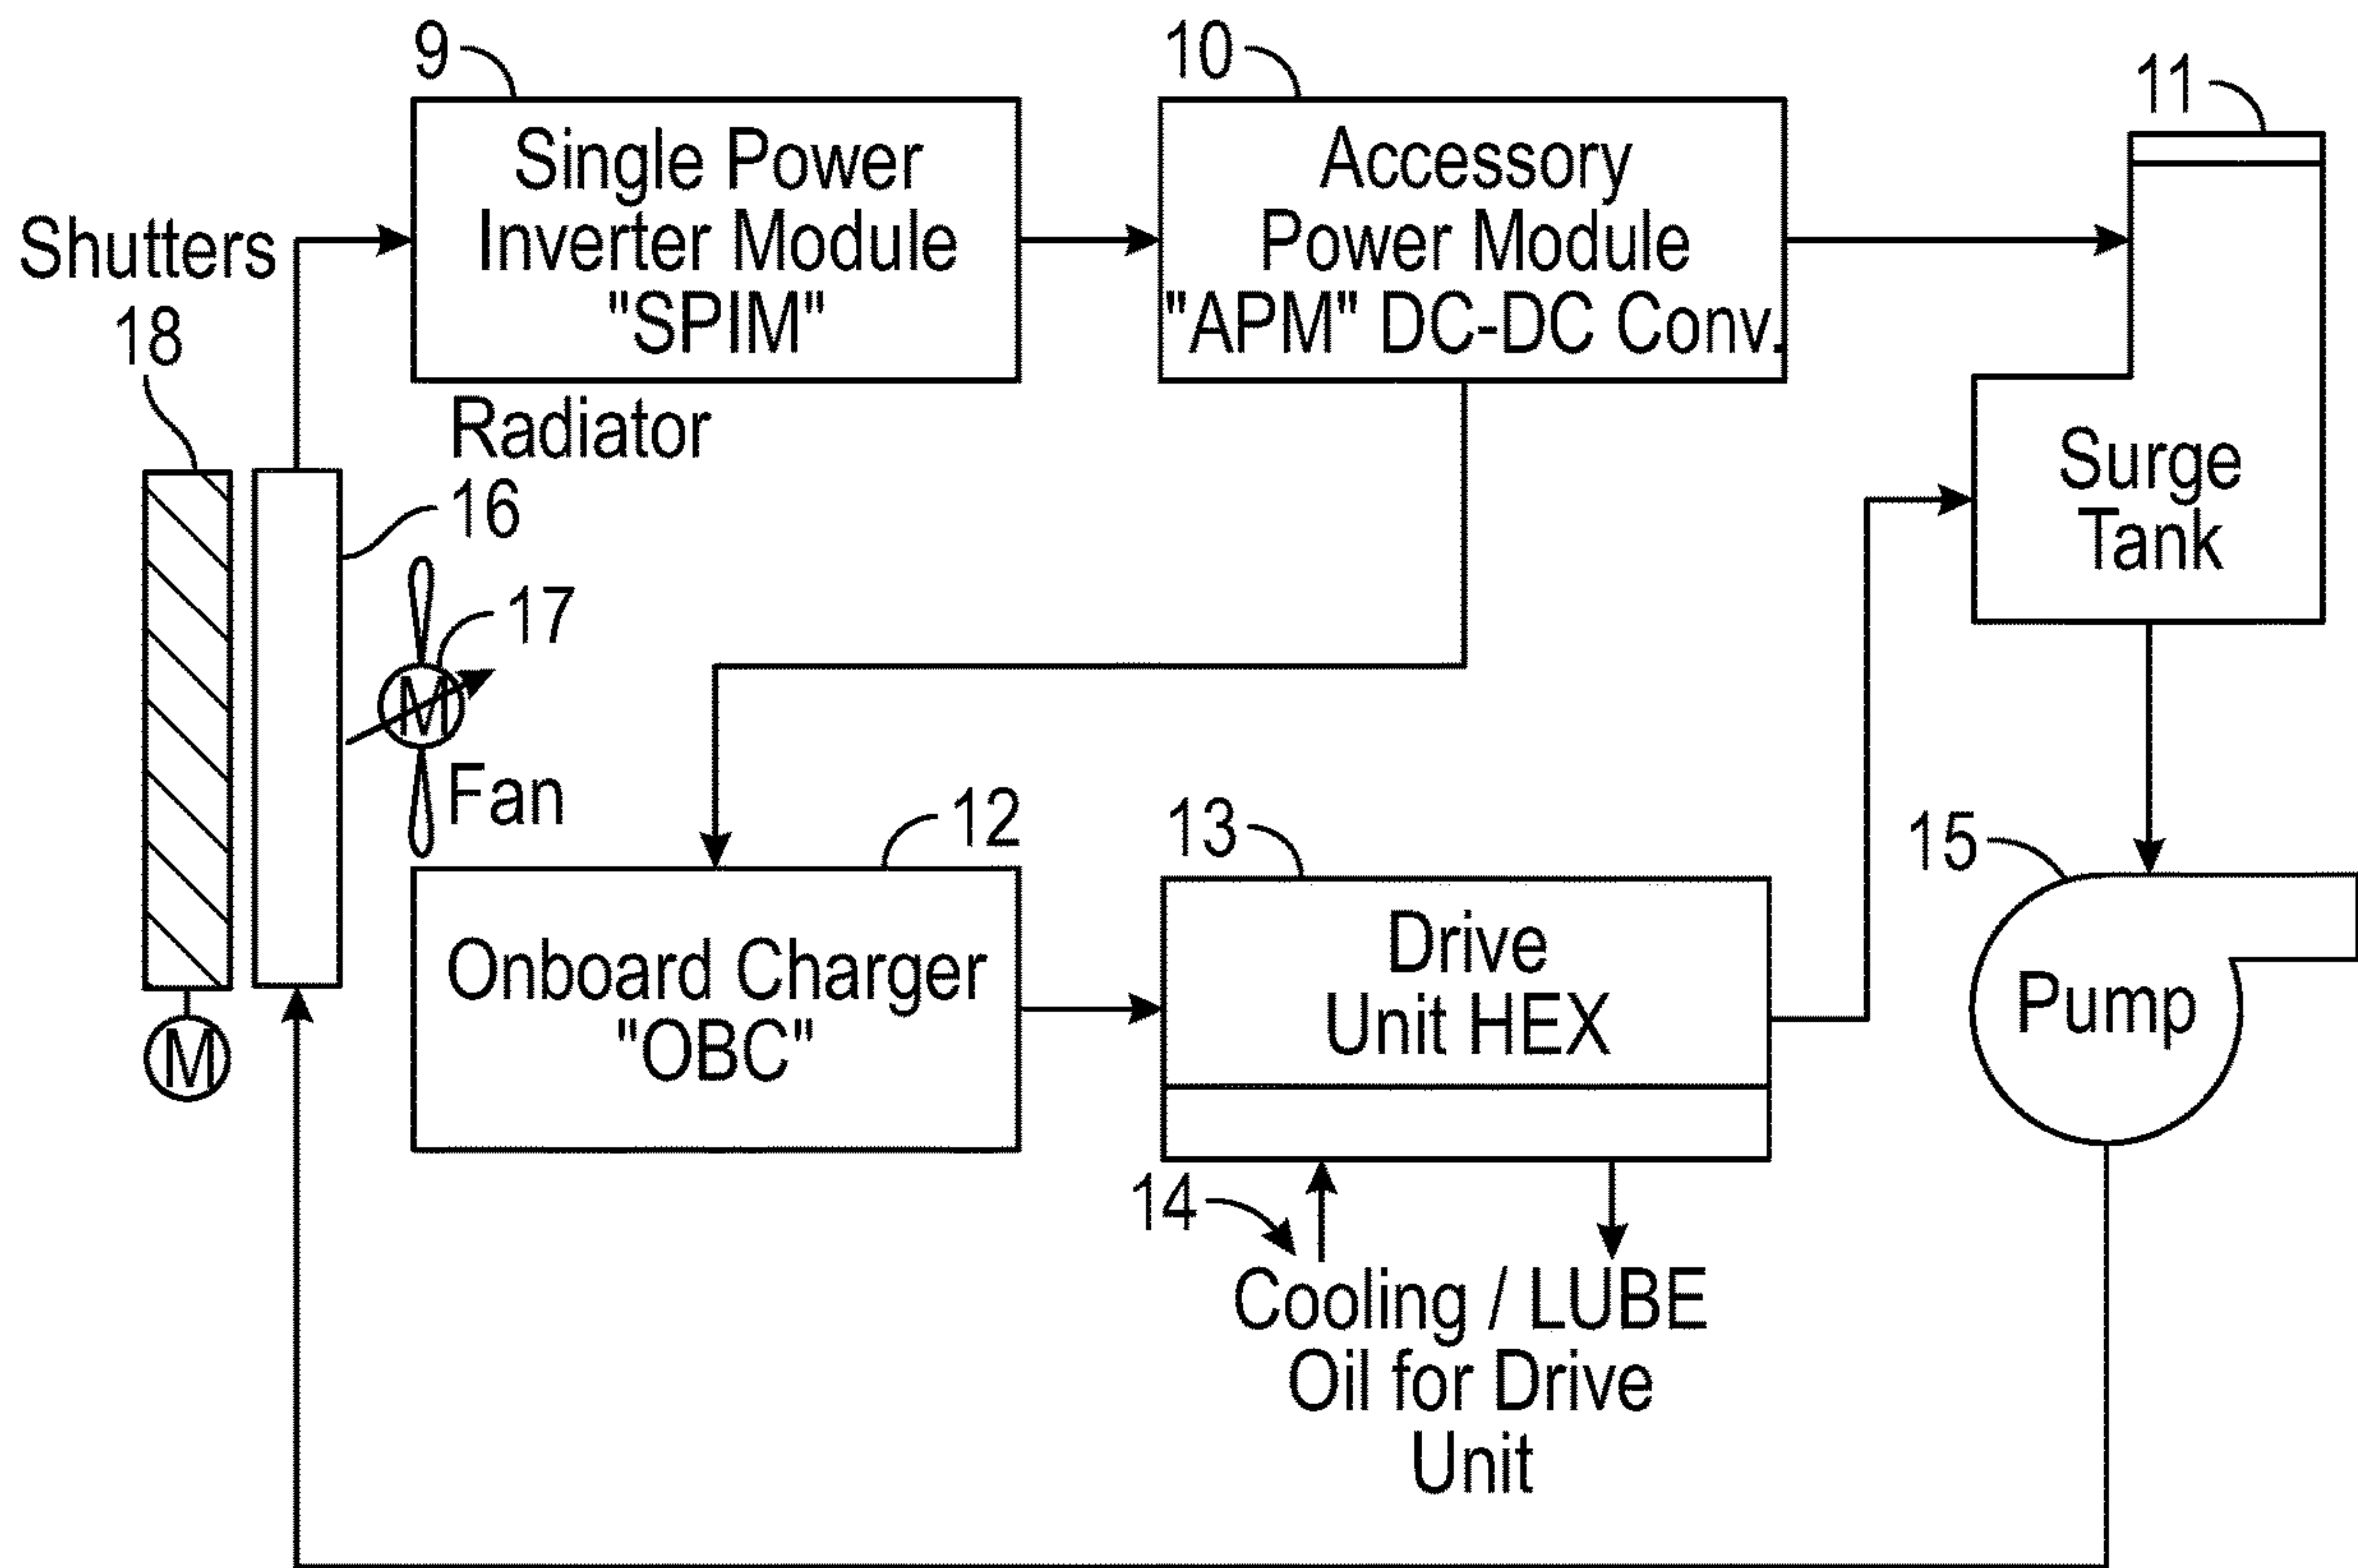 9
10
11
Single Power
Inverter Module
"SPIM"
Accessory
Power Module
"APM" DC-DC Conv.
Shutters
18
Radiator
16
Surge
Tank
17
M
Fan
12
13
15
Onboard Charger
"OBC"
Drive
Unit HEX
Pump
M
14
Cooling / LUBE
Oil for Drive
Unit